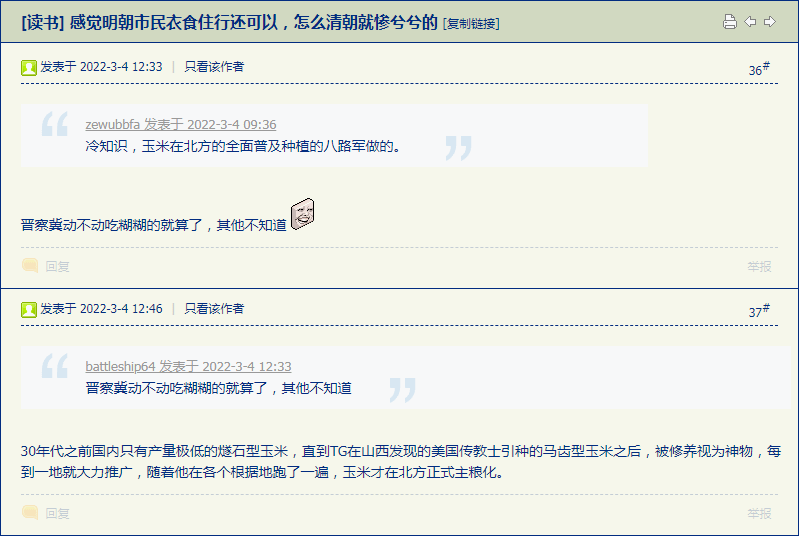 [读书] 感觉明朝市民衣食住行还可以，怎么清朝就惨兮兮的 [复制链接]
发表于 2022-3-4 12:33 | 只看该作者
36#
zewubbfa 发表于 2022-3-4 09:36
冷知识，玉米在北方的全面普及种植的八路军做的。
晋察冀动不动吃糊糊的就算了，其他不知道
回复
举报
发表于 2022-3-4 12:46 | 只看该作者
37#
battleship64 发表于 2022-3-4 12:33
晋察冀动不动吃糊糊的就算了，其他不知道
30年代之前国内只有产量极低的燧石型玉米，直到TG在山西发现的美国传教士引种的马齿型玉米之后，被修养视为神物，每
到一地就大力推广，随着他在各个根据地跑了一遍，玉米才在北方正式主粮化。
回复
举报